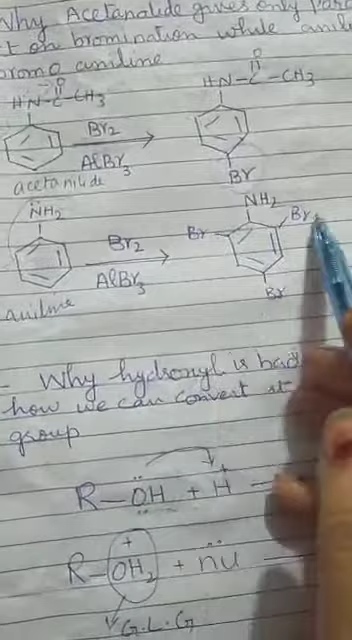 Why Acetanalide gives only para
on bromination while
bromo aniline
HN-C-CH3
O
Br2
AlBr3
acetanilide
HN-C-CH3
O
Br
NH2
Br2
AlBr3
aniline
NH2
Br
Br
Br
- Why hydroxyl is bad
how we can convert it
group
R-OH + H+
R-OH2 + nu
+
G.L.G